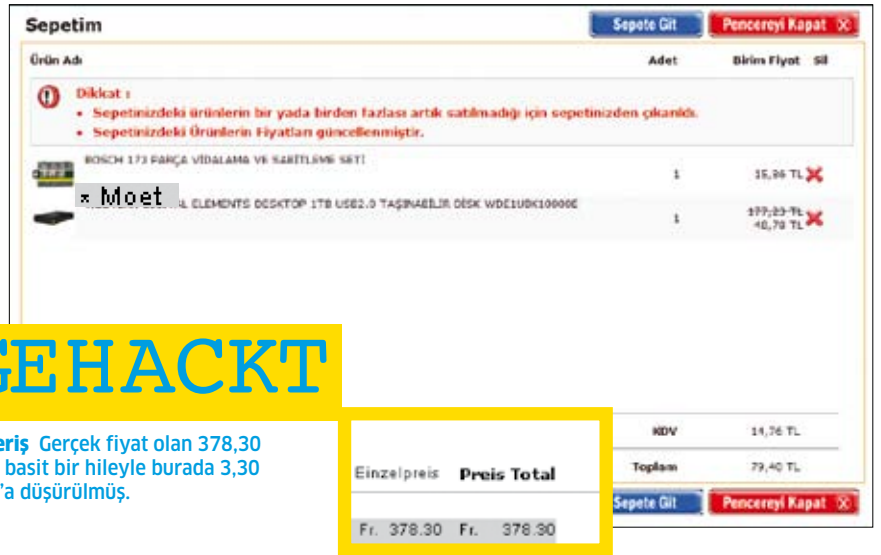 Sepetim
Sepete Git
Pencereyi Kapat
Ürün Adı Adet Birim Fiyat Sil
Dikkat :
• Sepetinizdeki ürünlerin bir yada birden fazlası artık satılmadığı için sepetinizden çıkarıldı.
• Sepetinizdeki Ürünlerin Fiyatları güncellenmiştir.
BOSCH 173 PARÇA VİDALAMA VE SABİTLEME SETİ
1 15,96 TL
Moet
ELEMENTS DESKTOP 1TB USB2.0 TAŞINABİLİR DİSK
1 177,23 TL
48,78 TL
GEHACKT
eriş Gerçek fiyat olan 378,30
basit bir hileyle burada 3,30
'a düşürülmüş.
Einzelpreis Preis Total
Fr. 378.30 Fr. 378.30
KDV 14,76 TL
Toplam 79,40 TL
Sepete Git
Pencereyi Kapat